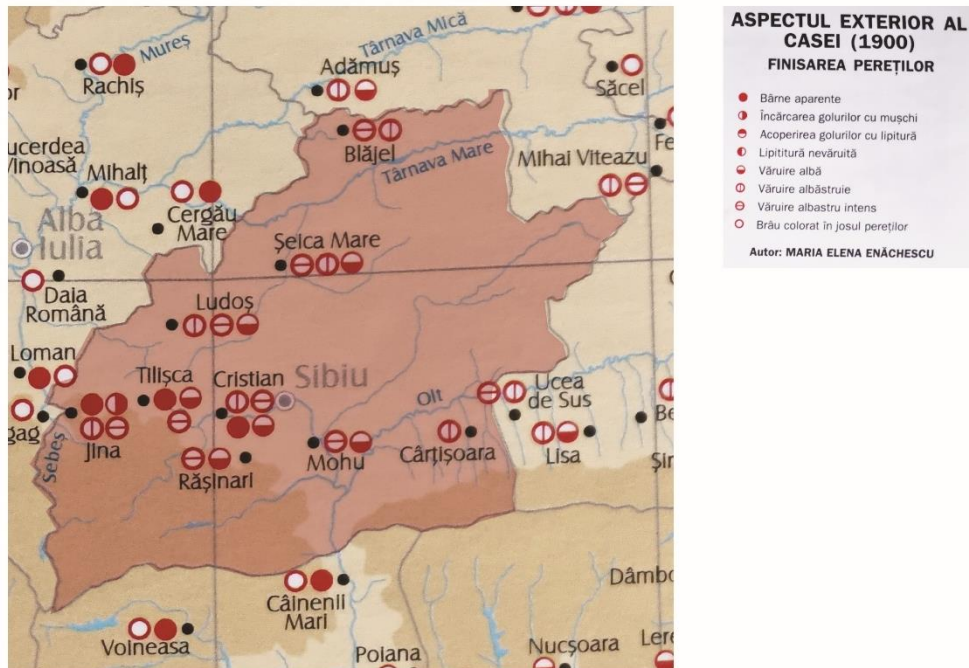 Târnava Mică
Mureș
Rachiș
Adămuș
Săcel
Blăjel
Mihai Viteazu
Mihalț
Târnava Mare
Cergău
Mare
Alba
Iulia
Șeica Mare
Daia
Română
Ludoș
Loman
Tilișca
Cristian
Sibiu
Olt
Ucea
de Sus
Sebeș
Jina
Rășinari
Mohu
Cârțișoara
Lisa
Câinenii
Mari
Voineasa
Poiana
Nucșoara
ASPECTUL EXTERIOR AL
CASEI (1900)
FINISAREA PEREȚILOR
Bârne aparente
Încărcarea golurilor cu mușchi
Acoperirea golurilor cu lipitură
Lipititură nevăruită
Văruire albă
Văruire albăstruie
Văruire albastru intens
Brâu colorat în josul pereților
Autor: MARIA ELENA ENĂCHESCU